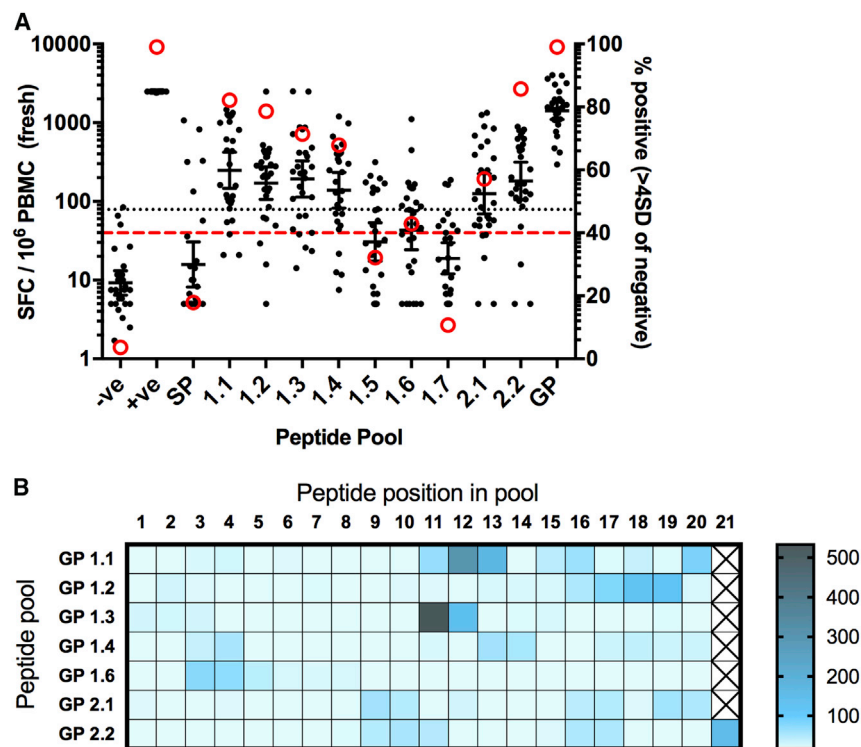 A
SFC / 10⁶ PBMC (fresh)
10000
1000
100
10
1
100
80
60
40
20
0
% positive (>4SD of negative)
-ve +ve SP 1.1 1.2 1.3 1.4 1.5 1.6 1.7 2.1 2.2 GP
Peptide Pool
B
Peptide position in pool
1 2 3 4 5 6 7 8 9 10 11 12 13 14 15 16 17 18 19 20 21
Peptide pool
GP 1.1
GP 1.2
GP 1.3
GP 1.4
GP 1.6
GP 2.1
GP 2.2
500
400
300
200
100